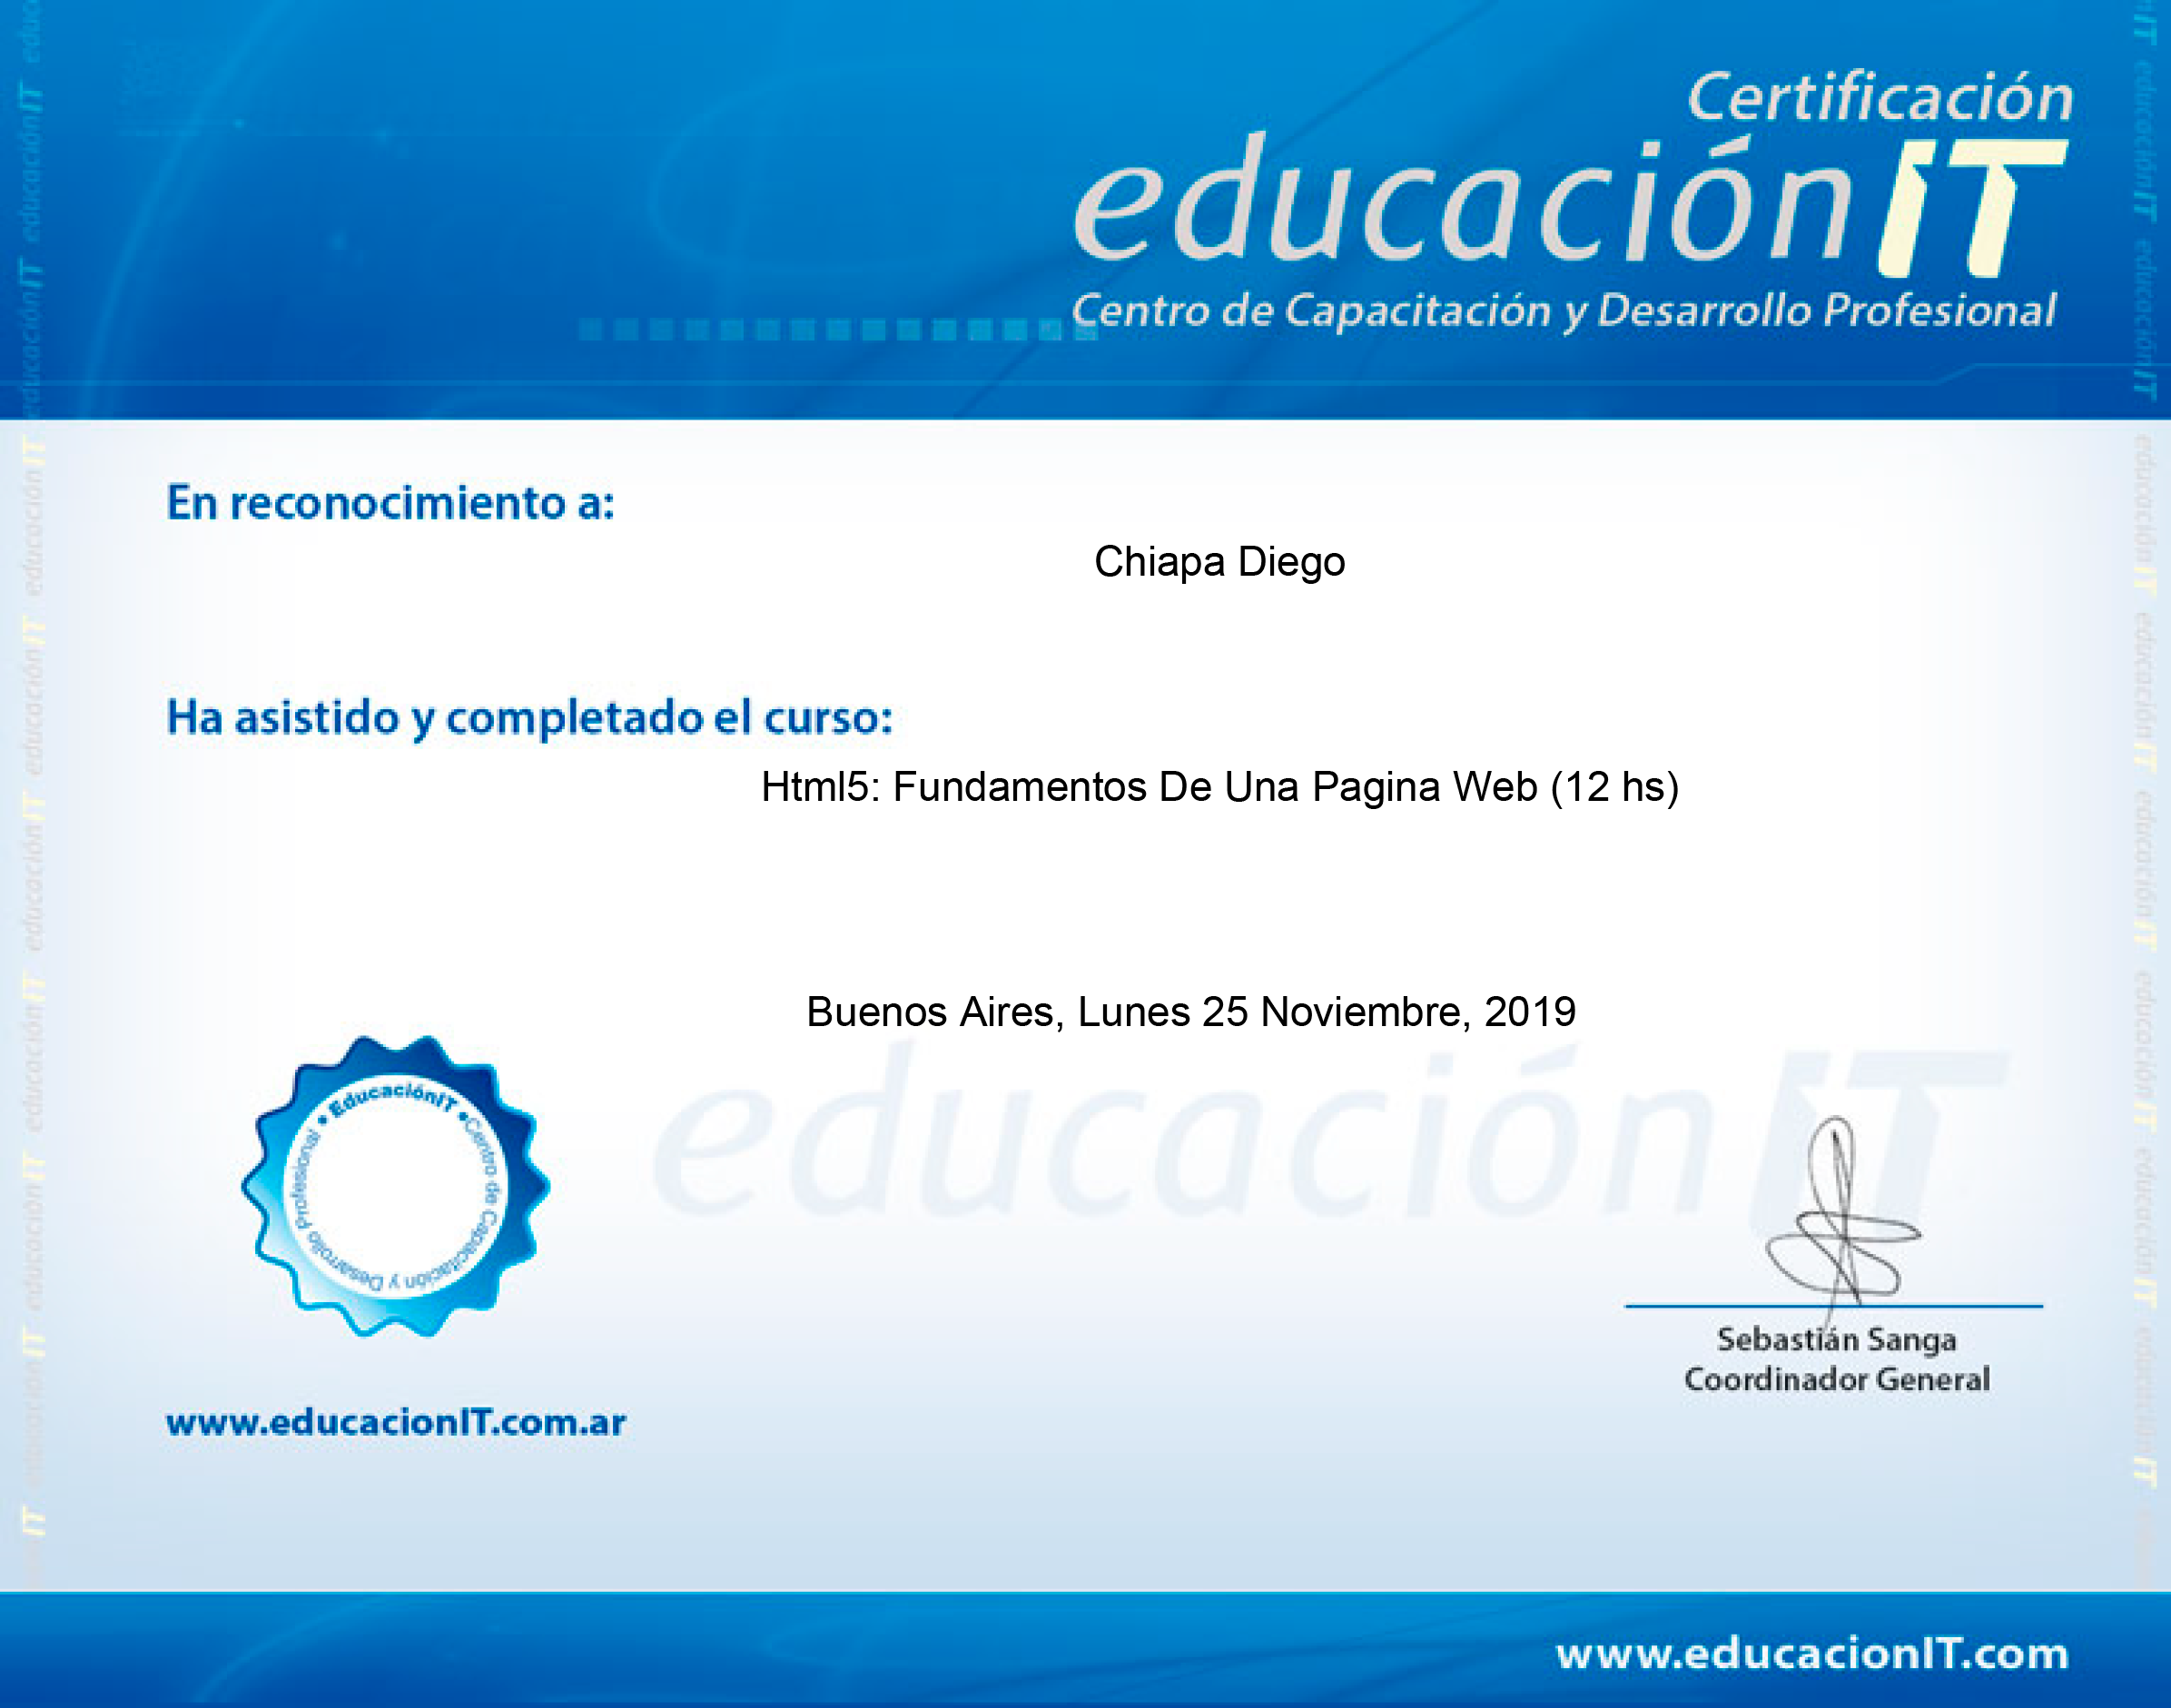 Certificación
educaciónIT
Centro de Capacitación y Desarrollo Profesional
En reconocimiento a:
Chiapa Diego
Ha asistido y completado el curso:
Html5: Fundamentos De Una Pagina Web (12 hs)
Buenos Aires, Lunes 25 Noviembre, 2019
educaciónIT
• EducaciónIT • Centro de Capacitación y Desarrollo Profesional
Sebastián Sanga
Coordinador General
www.educacionIT.com.ar
www.educacionIT.com